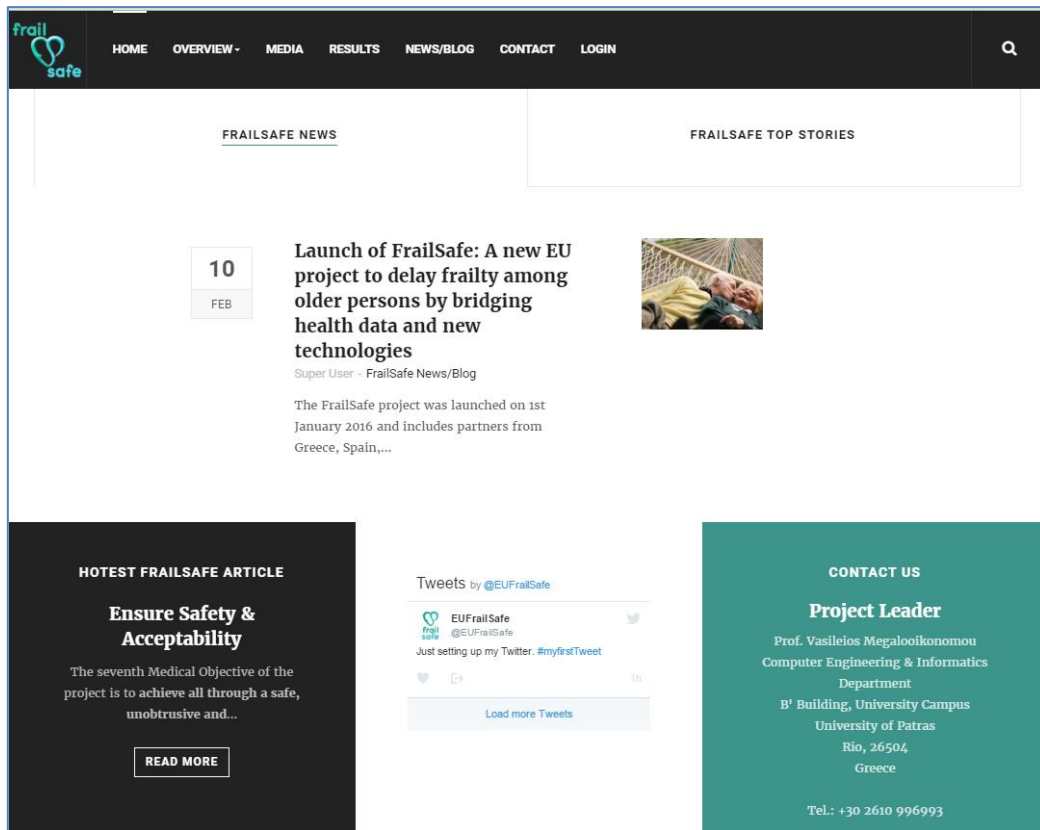 frail
safe
HOME OVERVIEW MEDIA RESULTS NEWS/BLOG CONTACT LOGIN
FRAILSAFE NEWS
FRAILSAFE TOP STORIES
10
FEB
Launch of FrailSafe: A new EU
project to delay frailty among
older persons by bridging
health data and new
technologies
Super User - FrailSafe News/Blog
The FrailSafe project was launched on 1st
January 2016 and includes partners from
Greece, Spain,...
HOTEST FRAILSAFE ARTICLE
Ensure Safety &
Acceptability
The seventh Medical Objective of the
project is to achieve all through a safe,
unobtrusive and...
READ MORE
Tweets by @EUFrailSafe
frail
safe
EUFrailSafe
@EUFrailSafe
Just setting up my Twitter. #myfirstTweet
1h
Load more Tweets
CONTACT US
Project Leader
Prof. Vasileios Megalooikonomou
Computer Engineering & Informatics
Department
B' Building, University Campus
University of Patras
Rio, 26504
Greece
Tel.: +30 2610 996993